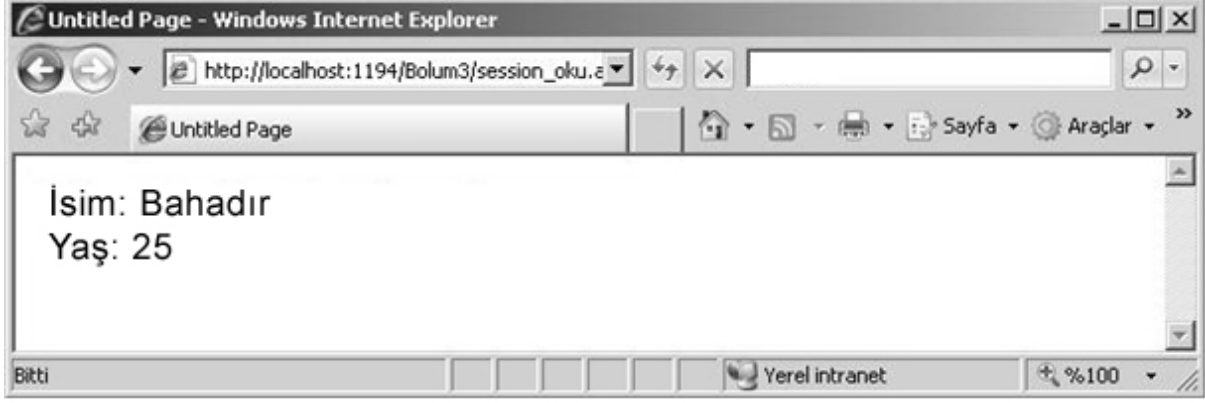 Untitled Page - Windows Internet Explorer
http://localhost:1194/Bolum3/session_oku.a
Untitled Page
Sayfa
Araçlar
»
İsim: Bahadır
Yaş: 25
Bitti
Yerel intranet
%100